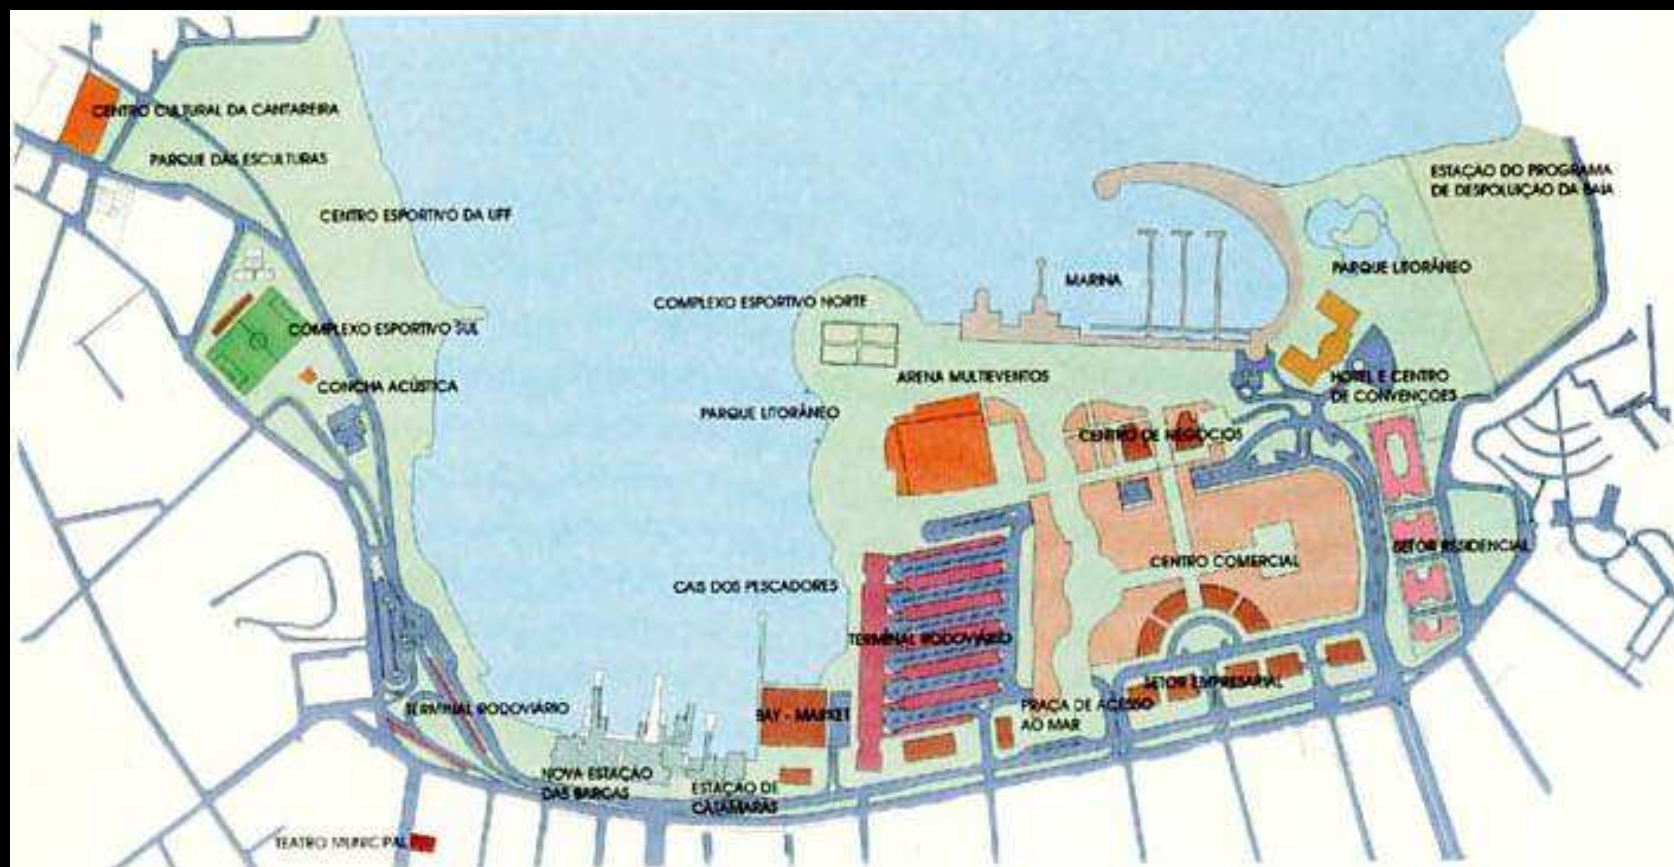 CENTRO CULTURAL DA CANTAREIRA
PARQUE DAS ESCULTURAS
CENTRO ESPORTIVO DA UFF
COMPLEXO ESPORTIVO SUL
CONCHA ACÚSTICA
ESTAÇÃO DO PROGRAMA
DE DESPOLUIÇÃO DA BAIA
PARQUE LITORÂNEO
MARINA
COMPLEXO ESPORTIVO NORTE
ARENA MULTIEVENTOS
HOTEL E CENTRO
DE CONVENÇÕES
PARQUE LITORÂNEO
CENTRO DE NEGÓCIOS
SETOR RESIDENCIAL
CENTRO COMERCIAL
CAIS DOS PESCADORES
TERMINAL RODOVIÁRIO
SETOR EMPRESARIAL
PRAÇA DE ACESSO
AO MAR
BAY - MARKET
TERMINAL RODOVIÁRIO
NOVA ESTAÇÃO
DAS BARCAS
ESTAÇÃO DE
CATAMARÃS
TEATRO MUNICIPAL